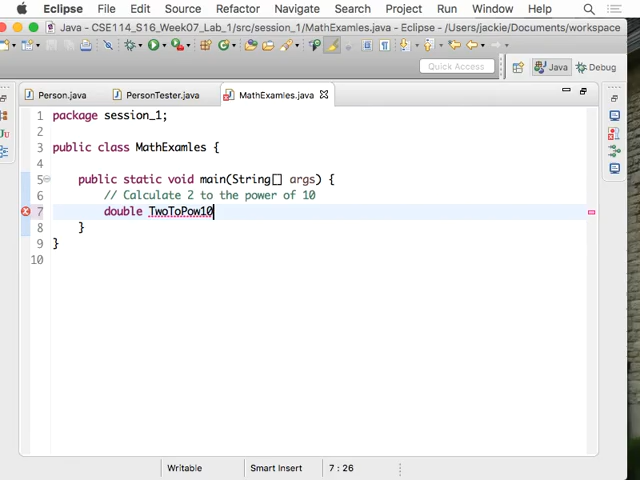 Eclipse File Edit Source Refactor Navigate Search Project Run Window Help
Java - CSE114_S16_Week07_Lab_1/src/session_1/MathExamles.java - Eclipse - /Users/jackie/Documents/workspace
Quick Access Java Debug
Person.java PersonTester.java MathExamles.java
1 package session_1;
2
3 public class MathExamles {
4
5 public static void main(String[] args) {
6 // Calculate 2 to the power of 10
7 double TwoToPow10
8 }
9 }
10
Writable Smart Insert 7 : 26